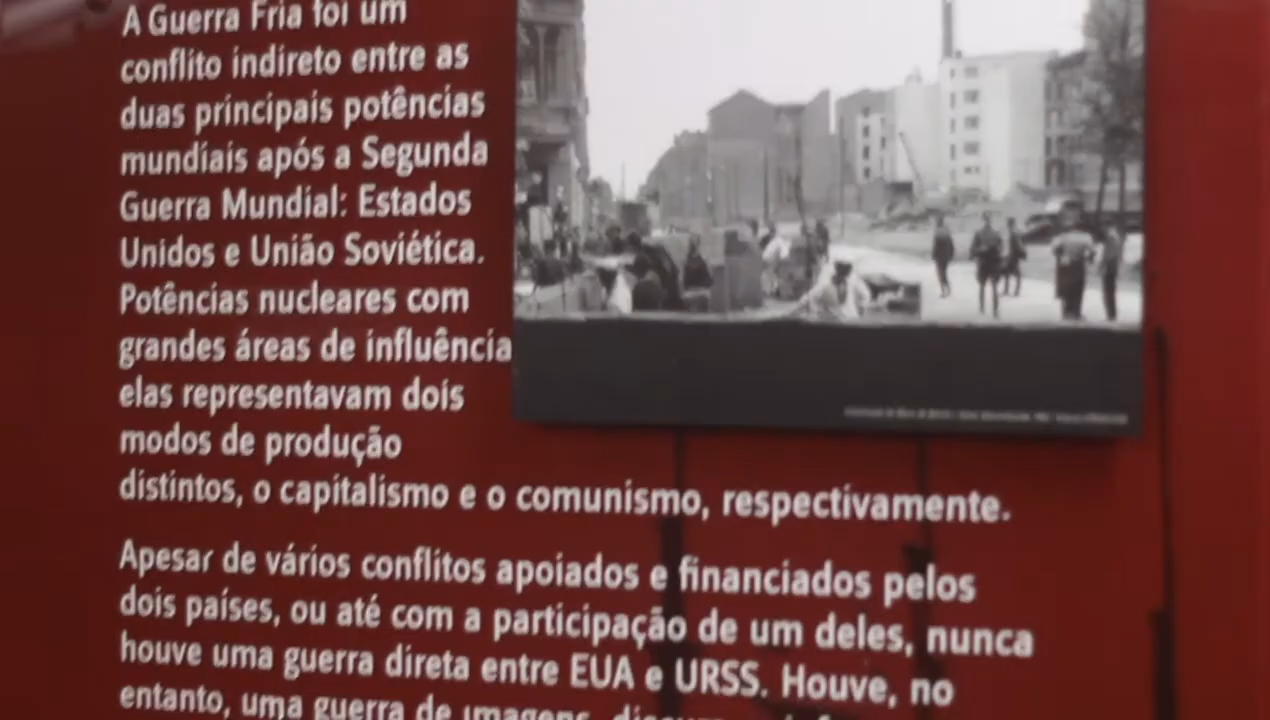 A Guerra Fria foi um
conflito indireto entre as
duas principais potências
mundiais após a Segunda
Guerra Mundial: Estados
Unidos e União Soviética.
Potências nucleares com
grandes áreas de influência
elas representavam dois
modos de produção
distintos, o capitalismo e o comunismo, respectivamente.
Apesar de vários conflitos apoiados e financiados pelos
dois países, ou até com a participação de um deles, nunca
houve uma guerra direta entre EUA e URSS. Houve, no
entanto, uma guerra de imagens,